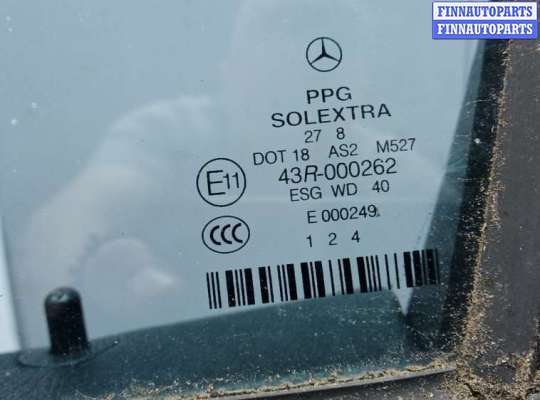 FINNAUTOPARTS
FINNAUTOPARTS
PPG
SOLEXTRA
27 8
DOT 18 AS2 M527
E11 43R-000262
ESG WD 40
E 000249
CCC
1 2 4